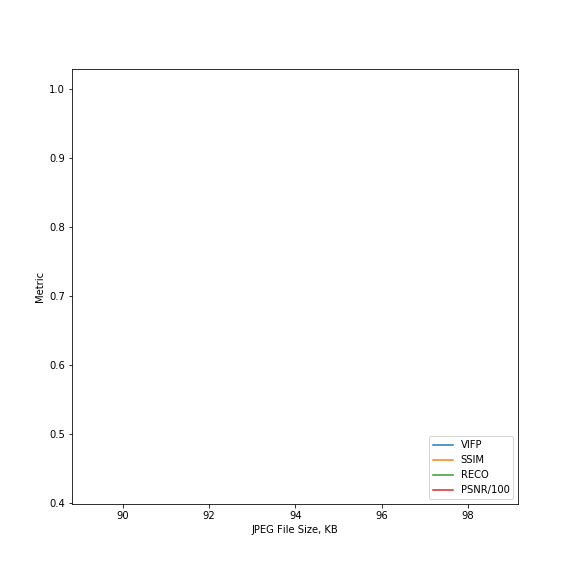 1.0
0.9
0.8
0.7
0.6
0.5
0.4
Metric
VIFP
SSIM
RECO
PSNR/100
90 92 94 96 98
JPEG File Size, KB